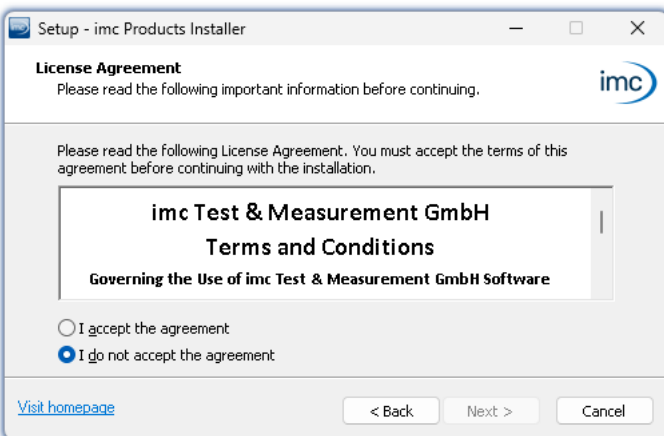 Setup - imc Products Installer
License Agreement
Please read the following important information before continuing.
imc
Please read the following License Agreement. You must accept the terms of this
agreement before continuing with the installation.
imc Test & Measurement GmbH
Terms and Conditions
Governing the Use of imc Test & Measurement GmbH Software
I accept the agreement
I do not accept the agreement
Visit homepage
< Back
Next >
Cancel